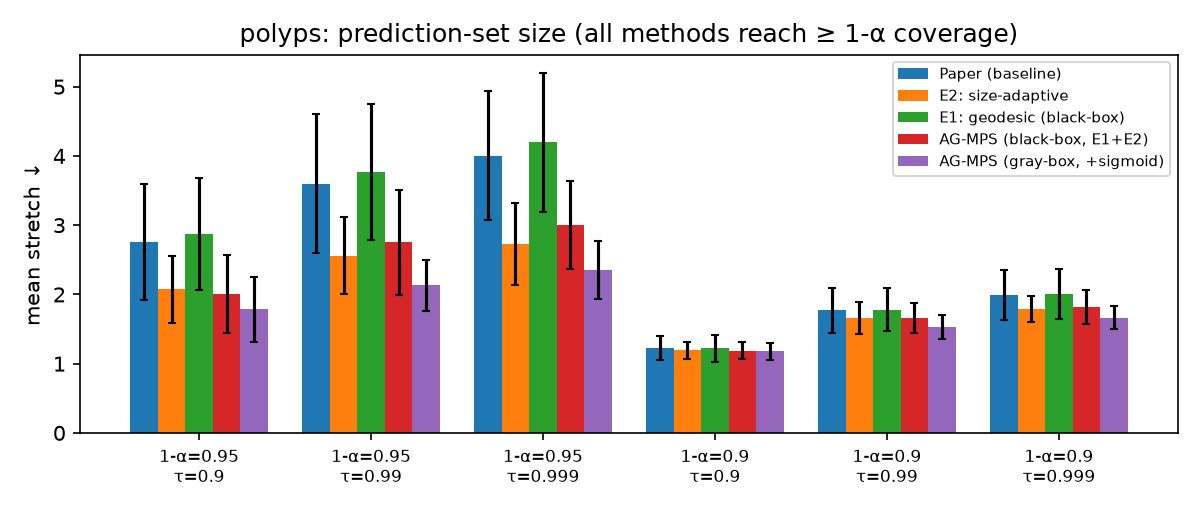 polyps: prediction-set size (all methods reach ≥ 1-α coverage)
mean stretch ↓
5
4
3
2
1
0
Paper (baseline)
E2: size-adaptive
E1: geodesic (black-box)
AG-MPS (black-box, E1+E2)
AG-MPS (gray-box, +sigmoid)
1-α=0.95
τ=0.9
1-α=0.95
τ=0.99
1-α=0.95
τ=0.999
1-α=0.9
τ=0.9
1-α=0.9
τ=0.99
1-α=0.9
τ=0.999